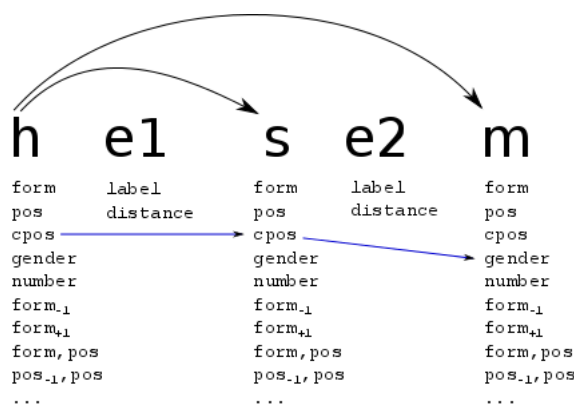 h e1 s e2 m
form label form label form
pos distance pos distance pos
cpos cpos cpos
gender gender gender
number number number
form-1 form-1 form-1
form+1 form+1 form+1
form,pos form,pos form,pos
pos-1,pos pos-1,pos pos-1,pos
... ... ...